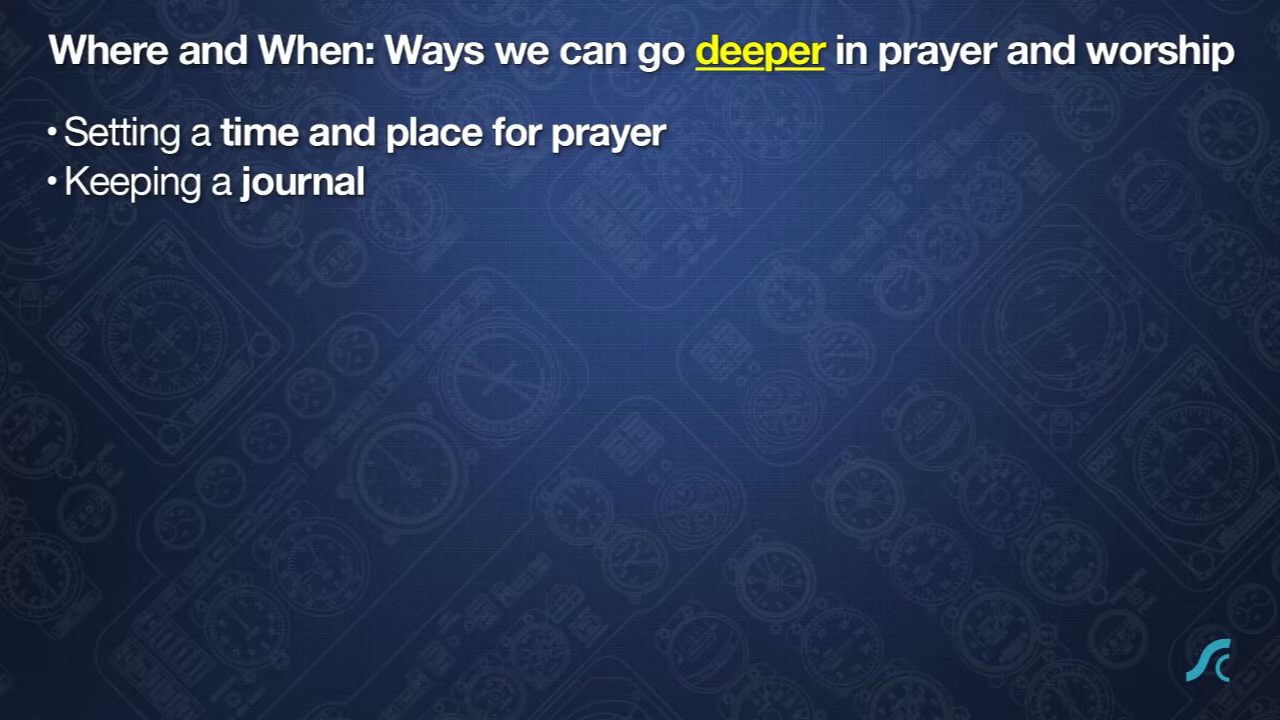 Where and When: Ways we can go deeper in prayer and worship
• Setting a time and place for prayer
• Keeping a journal